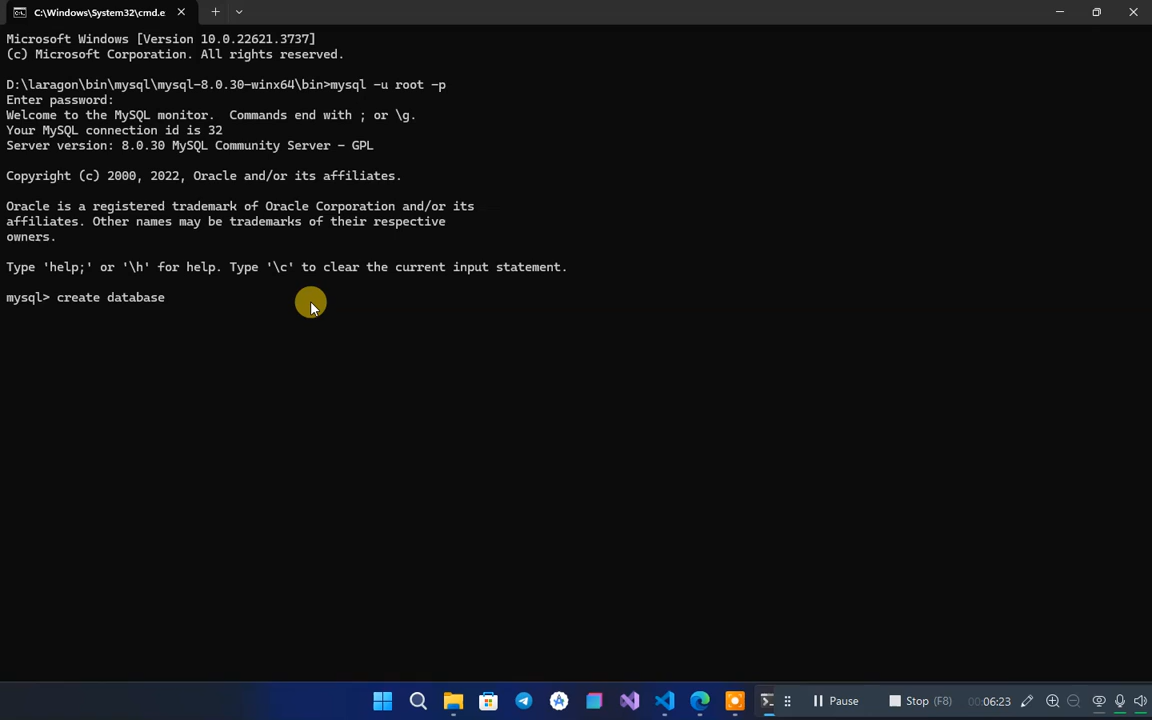 C:\Windows\System32\cmd.e
Microsoft Windows [Version 10.0.22621.3737]
(c) Microsoft Corporation. All rights reserved.
D:\laragon\bin\mysql\mysql-8.0.30-winx64\bin>mysql -u root -p
Enter password:
Welcome to the MySQL monitor.  Commands end with ; or \g.
Your MySQL connection id is 32
Server version: 8.0.30 MySQL Community Server - GPL
Copyright (c) 2000, 2022, Oracle and/or its affiliates.
Oracle is a registered trademark of Oracle Corporation and/or its
affiliates. Other names may be trademarks of their respective
owners.
Type 'help;' or '\h' for help. Type '\c' to clear the current input statement.
mysql> create database
Pause Stop (F8) 00:06:23